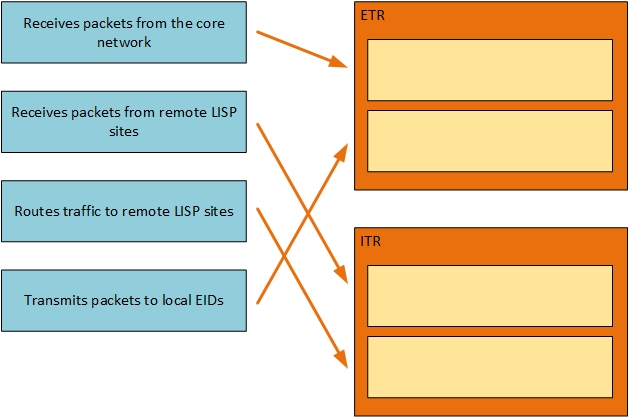 Receives packets from the core
network
ETR
Receives packets from remote LISP
sites
Routes traffic to remote LISP sites
ITR
Transmits packets to local EIDs